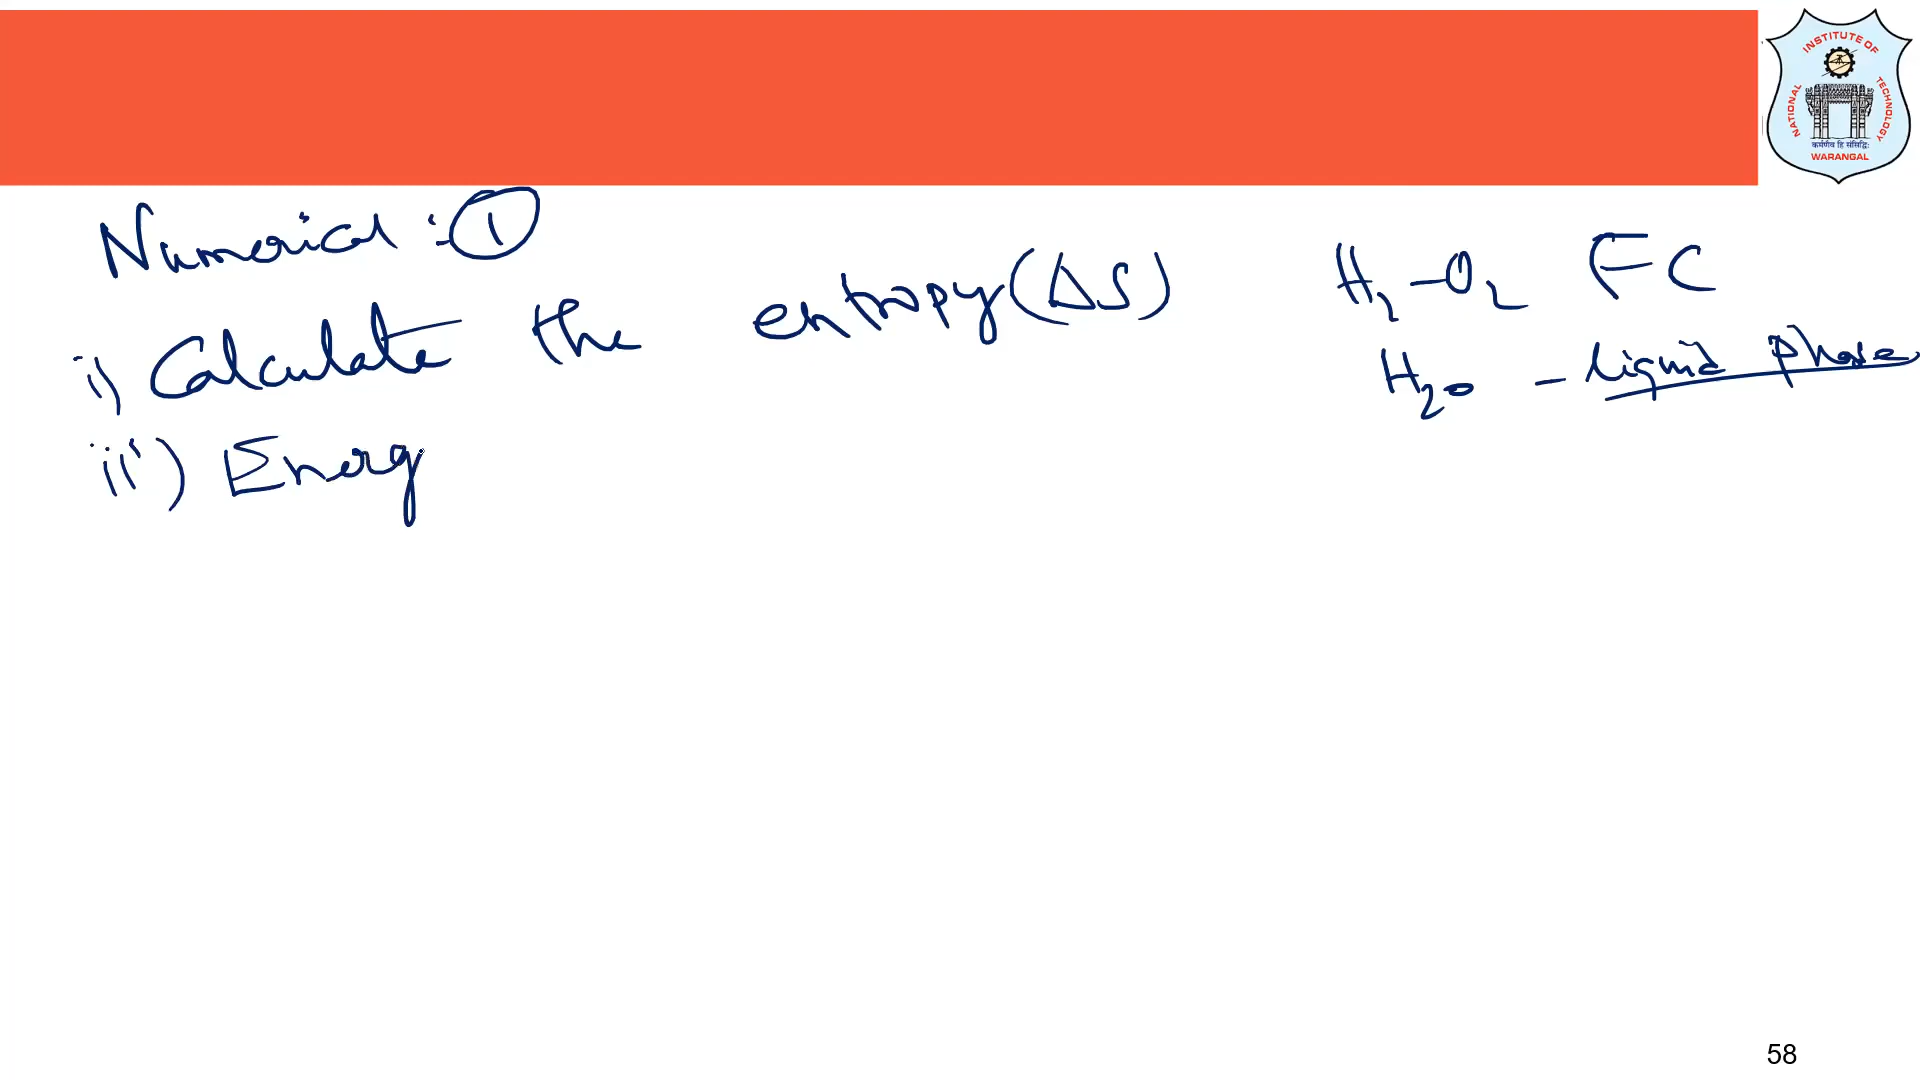 INSTITUTE OF
NATIONAL
TECHNOLOGY
WARANGAL
Numerical :- ①
i) Calculate the entropy (ΔS)
H₂-O₂ FC
H₂O - liquid phase
ii) Energ
58